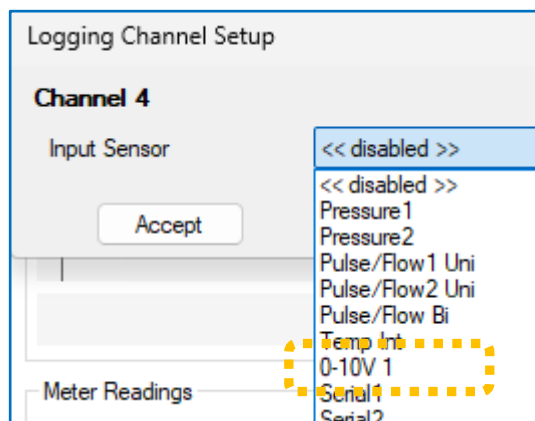 Logging Channel Setup
Channel 4
Input Sensor
<< disabled >>
<< disabled >>
Pressure1
Pressure2
Pulse/Flow1 Uni
Pulse/Flow2 Uni
Pulse/Flow Bi
Temp Int
0-10V 1
Serial1
Serial2
Accept
Meter Readings